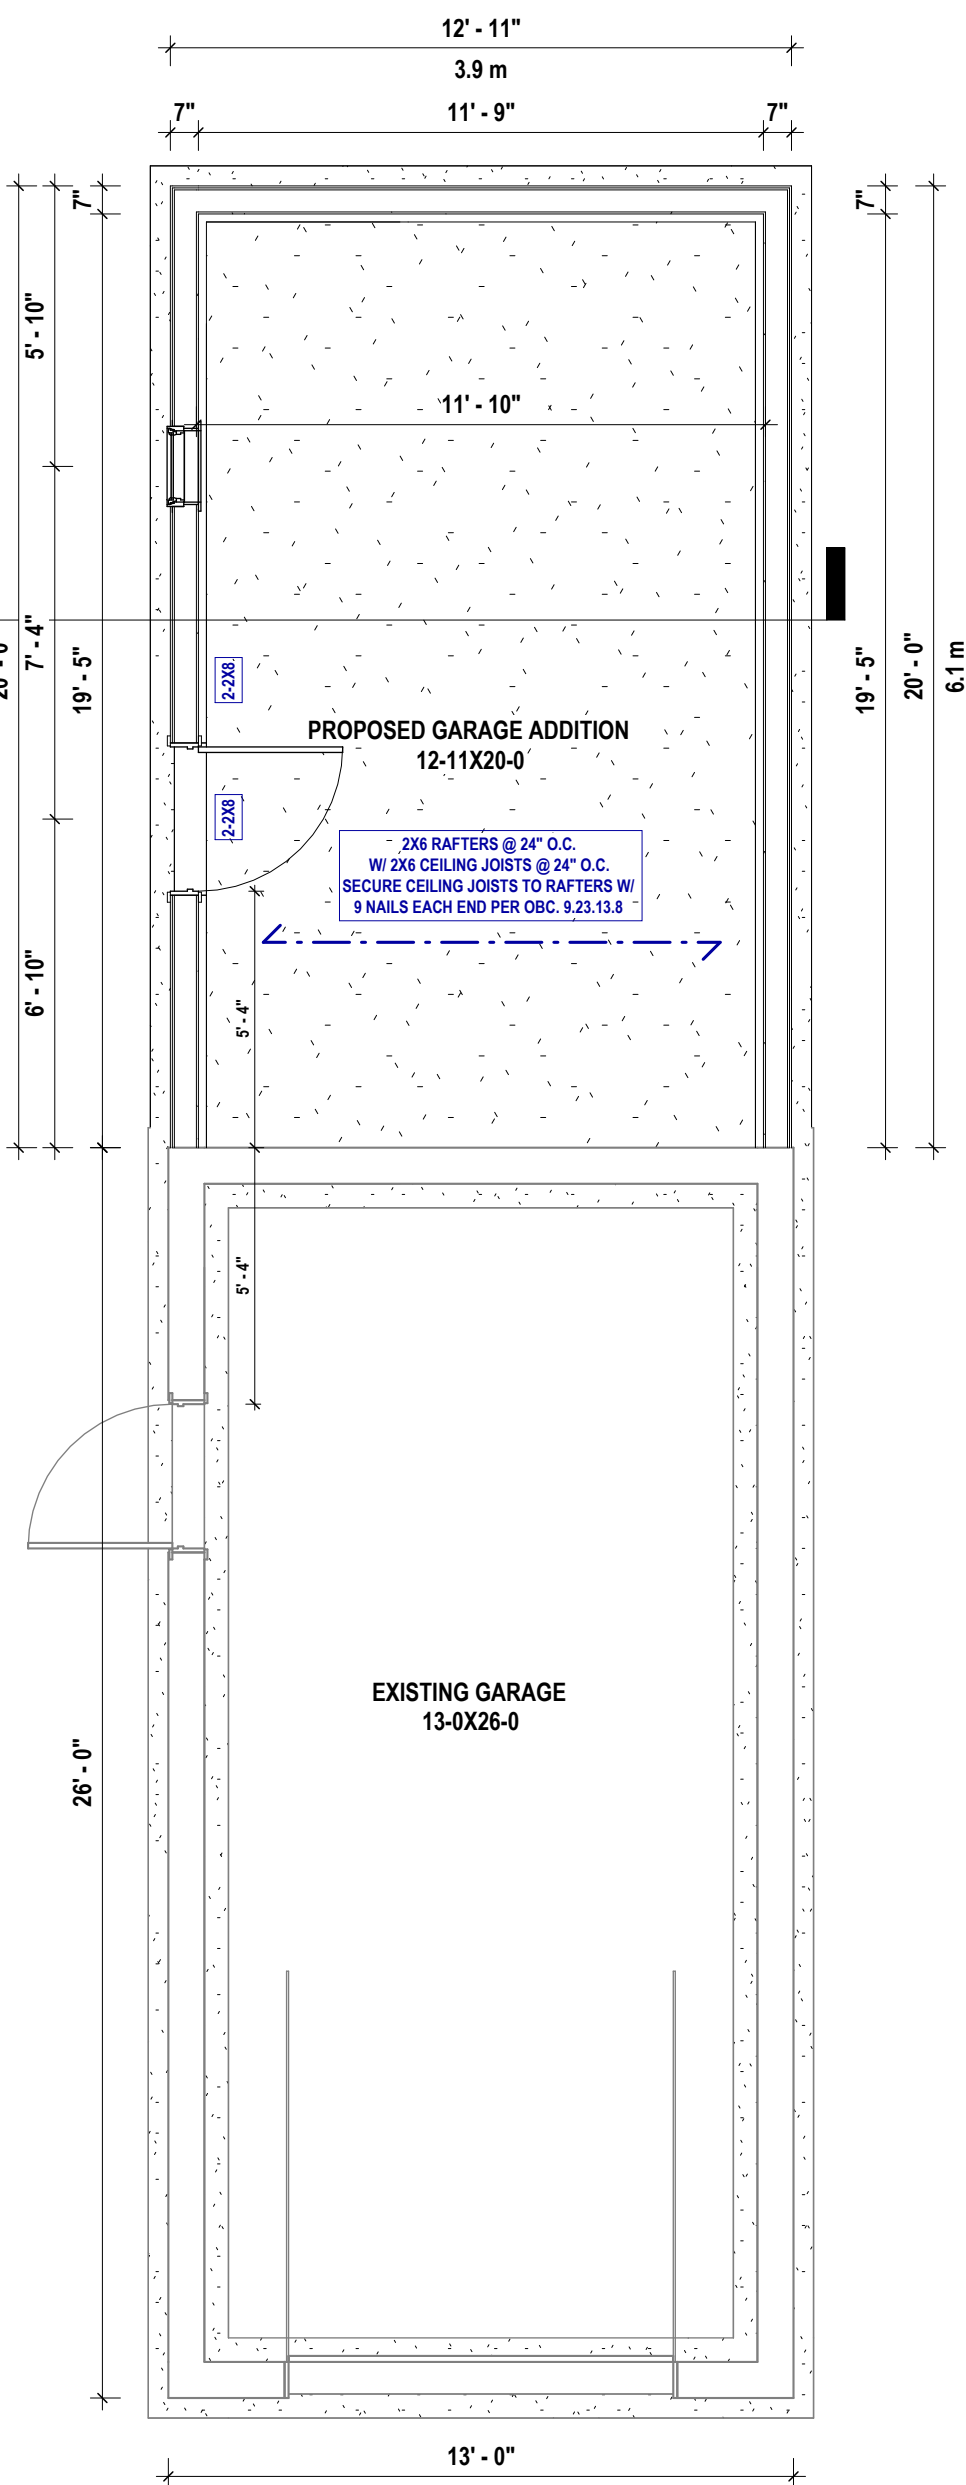 12' - 11"
3.9 m
7"
11' - 9"
7"
7"
7"
5' - 10"
11' - 10"
7' - 4"
19' - 5"
2-2X8
19' - 5"
20' - 0"
6.1 m
PROPOSED GARAGE ADDITION
12-11X20-0
2-2X8
2X6 RAFTERS @ 24" O.C.
W/ 2X6 CEILING JOISTS @ 24" O.C.
SECURE CEILING JOISTS TO RAFTERS W/
9 NAILS EACH END PER OBC. 9.23.13.8
6' - 10"
5' - 4"
5' - 4"
EXISTING GARAGE
13-0X26-0
26' - 0"
13' - 0"